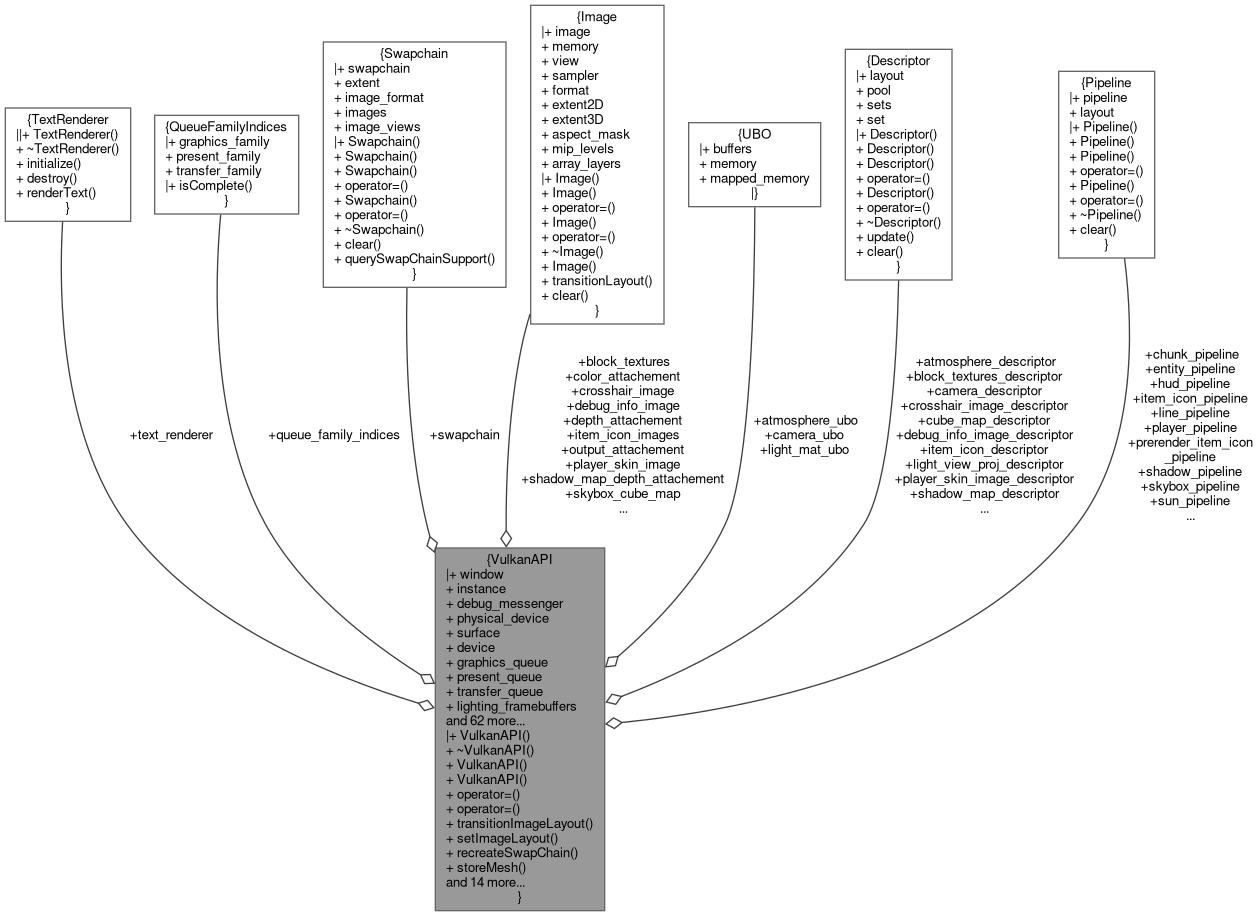 {TextRenderer
||+ TextRenderer()
+ ~TextRenderer()
+ initialize()
+ destroy()
+ renderText()
}
{QueueFamilyIndices
|+ graphics_family
+ present_family
+ transfer_family
|+ isComplete()
}
{Swapchain
|+ swapchain
+ extent
+ image_format
+ images
+ image_views
|+ Swapchain()
+ Swapchain()
+ Swapchain()
+ operator=()
+ Swapchain()
+ operator=()
+ ~Swapchain()
+ clear()
+ querySwapChainSupport()
}
{Image
|+ image
+ memory
+ view
+ sampler
+ format
+ extent2D
+ extent3D
+ aspect_mask
+ mip_levels
+ array_layers
|+ Image()
+ Image()
+ operator=()
+ Image()
+ operator=()
+ ~Image()
+ Image()
+ transitionLayout()
+ clear()
}
{UBO
|+ buffers
+ memory
+ mapped_memory
|}
{Descriptor
|+ layout
+ pool
+ sets
+ set
|+ Descriptor()
+ Descriptor()
+ Descriptor()
+ operator=()
+ Descriptor()
+ operator=()
+ ~Descriptor()
+ update()
+ clear()
}
{Pipeline
|+ pipeline
+ layout
|+ Pipeline()
+ Pipeline()
+ Pipeline()
+ operator=()
+ Pipeline()
+ operator=()
+ ~Pipeline()
+ clear()
}
+text_renderer
+queue_family_indices
+swapchain
+block_textures
+color_attachement
+crosshair_image
+debug_info_image
+depth_attachement
+item_icon_images
+output_attachement
+player_skin_image
+shadow_map_depth_attachement
+skybox_cube_map
...
+atmosphere_ubo
+camera_ubo
+light_mat_ubo
+atmosphere_descriptor
+block_textures_descriptor
+camera_descriptor
+crosshair_image_descriptor
+cube_map_descriptor
+debug_info_image_descriptor
+item_icon_descriptor
+light_view_proj_descriptor
+player_skin_image_descriptor
+shadow_map_descriptor
...
+chunk_pipeline
+entity_pipeline
+hud_pipeline
+item_icon_pipeline
+line_pipeline
+player_pipeline
+prerender_item_icon
_pipeline
+shadow_pipeline
+skybox_pipeline
+sun_pipeline
...
{VulkanAPI
|+ window
+ instance
+ debug_messenger
+ physical_device
+ surface
+ device
+ graphics_queue
+ present_queue
+ transfer_queue
+ lighting_framebuffers
and 62 more...
|+ VulkanAPI()
+ ~VulkanAPI()
+ VulkanAPI()
+ VulkanAPI()
+ operator=()
+ operator=()
+ transitionImageLayout()
+ setImageLayout()
+ recreateSwapChain()
+ storeMesh()
and 14 more...
}